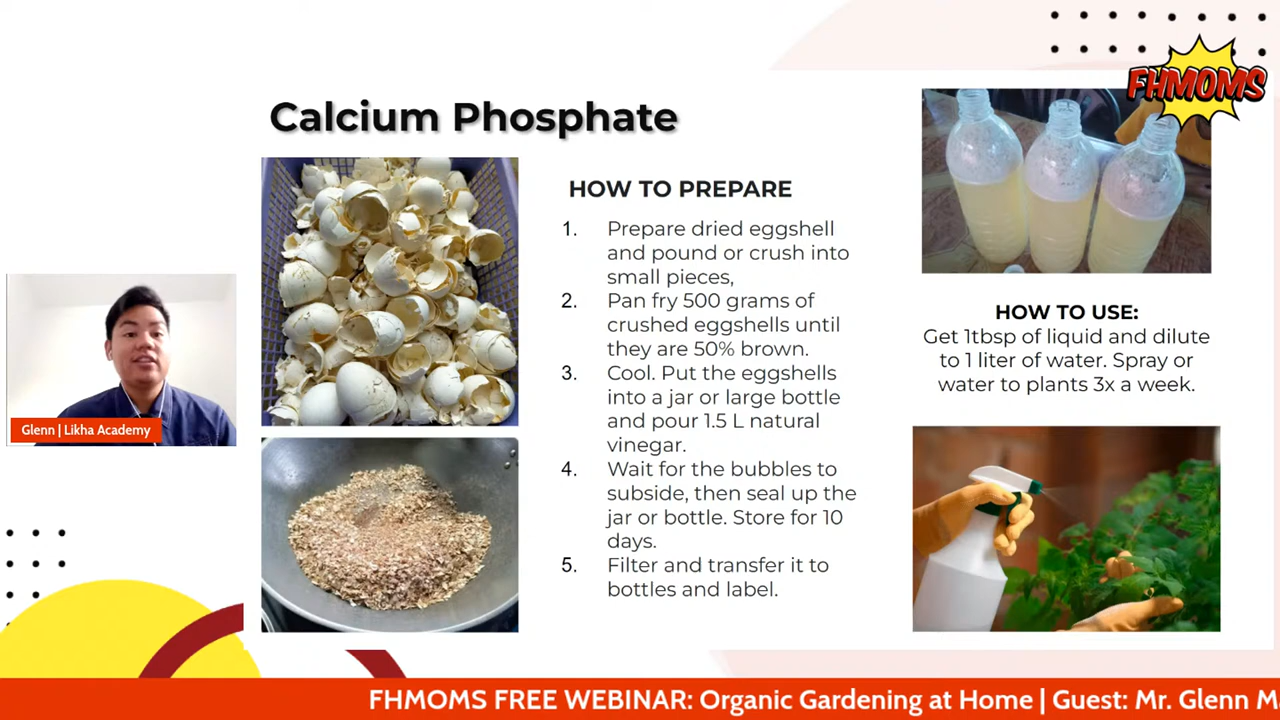 FHMOMS
Calcium Phosphate
HOW TO PREPARE
1. Prepare dried eggshell
and pound or crush into
small pieces,
2. Pan fry 500 grams of
crushed eggshells until
they are 50% brown.
3. Cool. Put the eggshells
into a jar or large bottle
and pour 1.5 L natural
vinegar.
4. Wait for the bubbles to
subside, then seal up the
jar or bottle. Store for 10
days.
5. Filter and transfer it to
bottles and label.
HOW TO USE:
Get 1tbsp of liquid and dilute
to 1 liter of water. Spray or
water to plants 3x a week.
Glenn | Likha Academy
FHMOMS FREE WEBINAR: Organic Gardening at Home | Guest: Mr. Glenn M